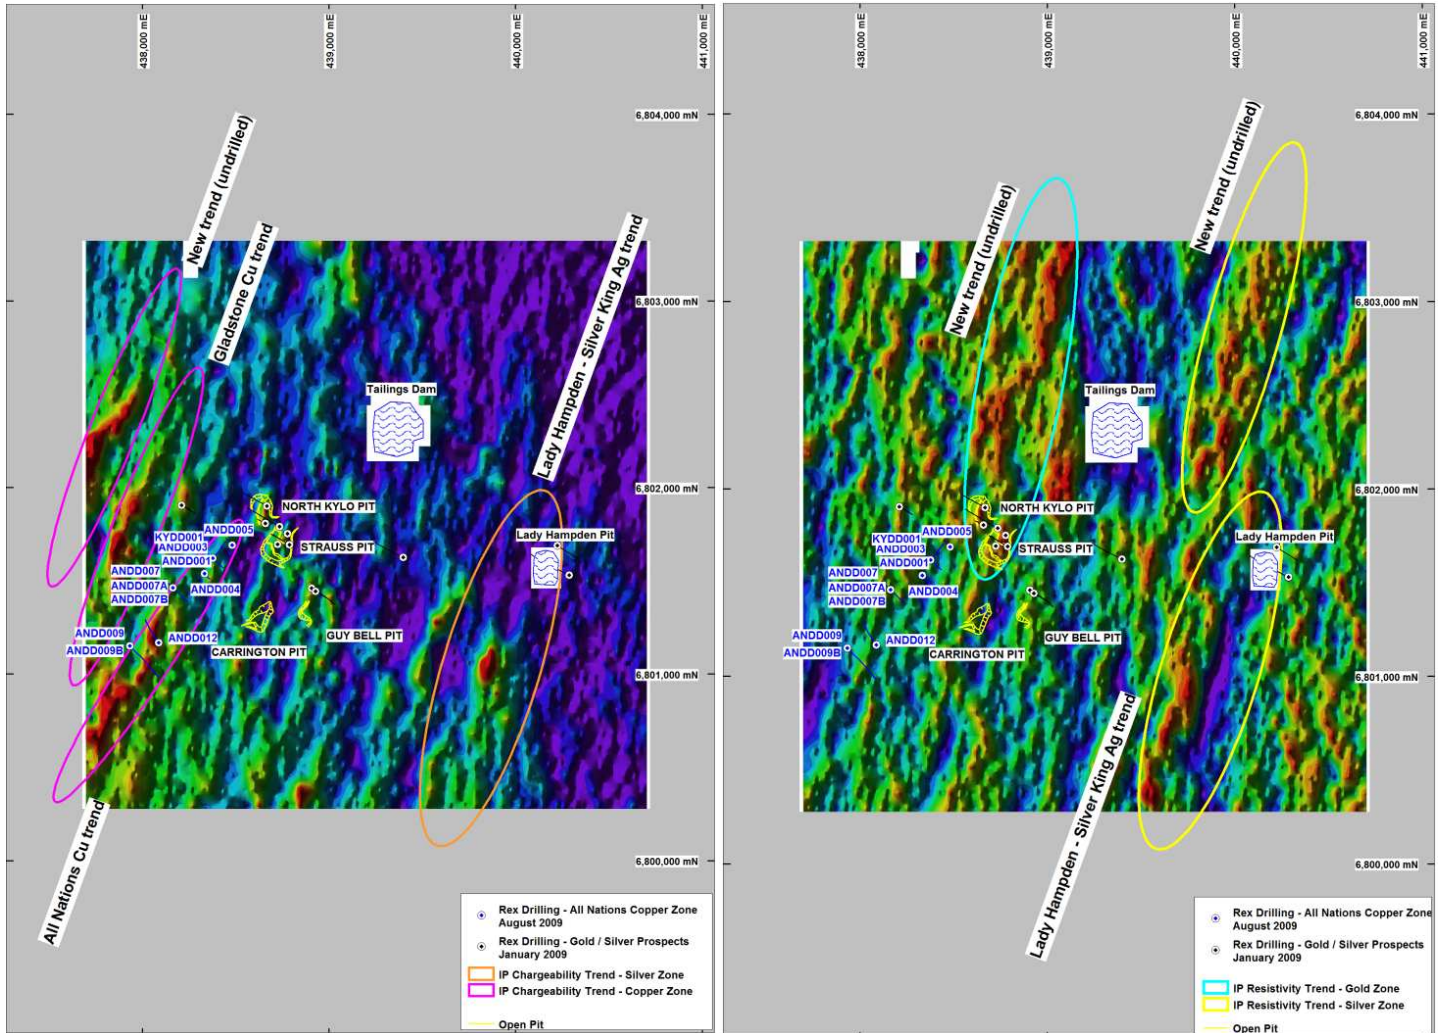 438,000 mE
439,000 mE
440,000 mE
441,000 mE
6,804,000 mN
New trend (undrilled)
Gladstone Cu trend
Lady Hampden - Silver King Ag trend
6,803,000 mN
Tailings Dam
6,802,000 mN
NORTH KYLO PIT
ANDD005
KYDD001
ANDD003
STRAUSS PIT
Lady Hampden Pit
ANDD001
ANDD007
ANDD007A
ANDD004
ANDD007B
ANDD009
ANDD012
GUY BELL PIT
ANDD009B
CARRINGTON PIT
6,801,000 mN
6,800,000 mN
All Nations Cu trend
Rex Drilling - All Nations Copper Zone
August 2009
Rex Drilling - Gold / Silver Prospects
January 2009
IP Chargeability Trend - Silver Zone
IP Chargeability Trend - Copper Zone
Open Pit
438,000 mE
439,000 mE
440,000 mE
441,000 mE
6,804,000 mN
New trend (undrilled)
New trend (undrilled)
6,803,000 mN
Tailings Dam
6,802,000 mN
NORTH KYLO PIT
ANDD005
KYDD001
ANDD003
STRAUSS PIT
Lady Hampden Pit
ANDD001
ANDD007
ANDD007A
ANDD004
ANDD007B
ANDD009
ANDD012
GUY BELL PIT
ANDD009B
CARRINGTON PIT
6,801,000 mN
Lady Hampden - Silver King Ag trend
6,800,000 mN
Rex Drilling - All Nations Copper Zone
August 2009
Rex Drilling - Gold / Silver Prospects
January 2009
IP Resistivity Trend - Gold Zone
IP Resistivity Trend - Silver Zone
Open Pit